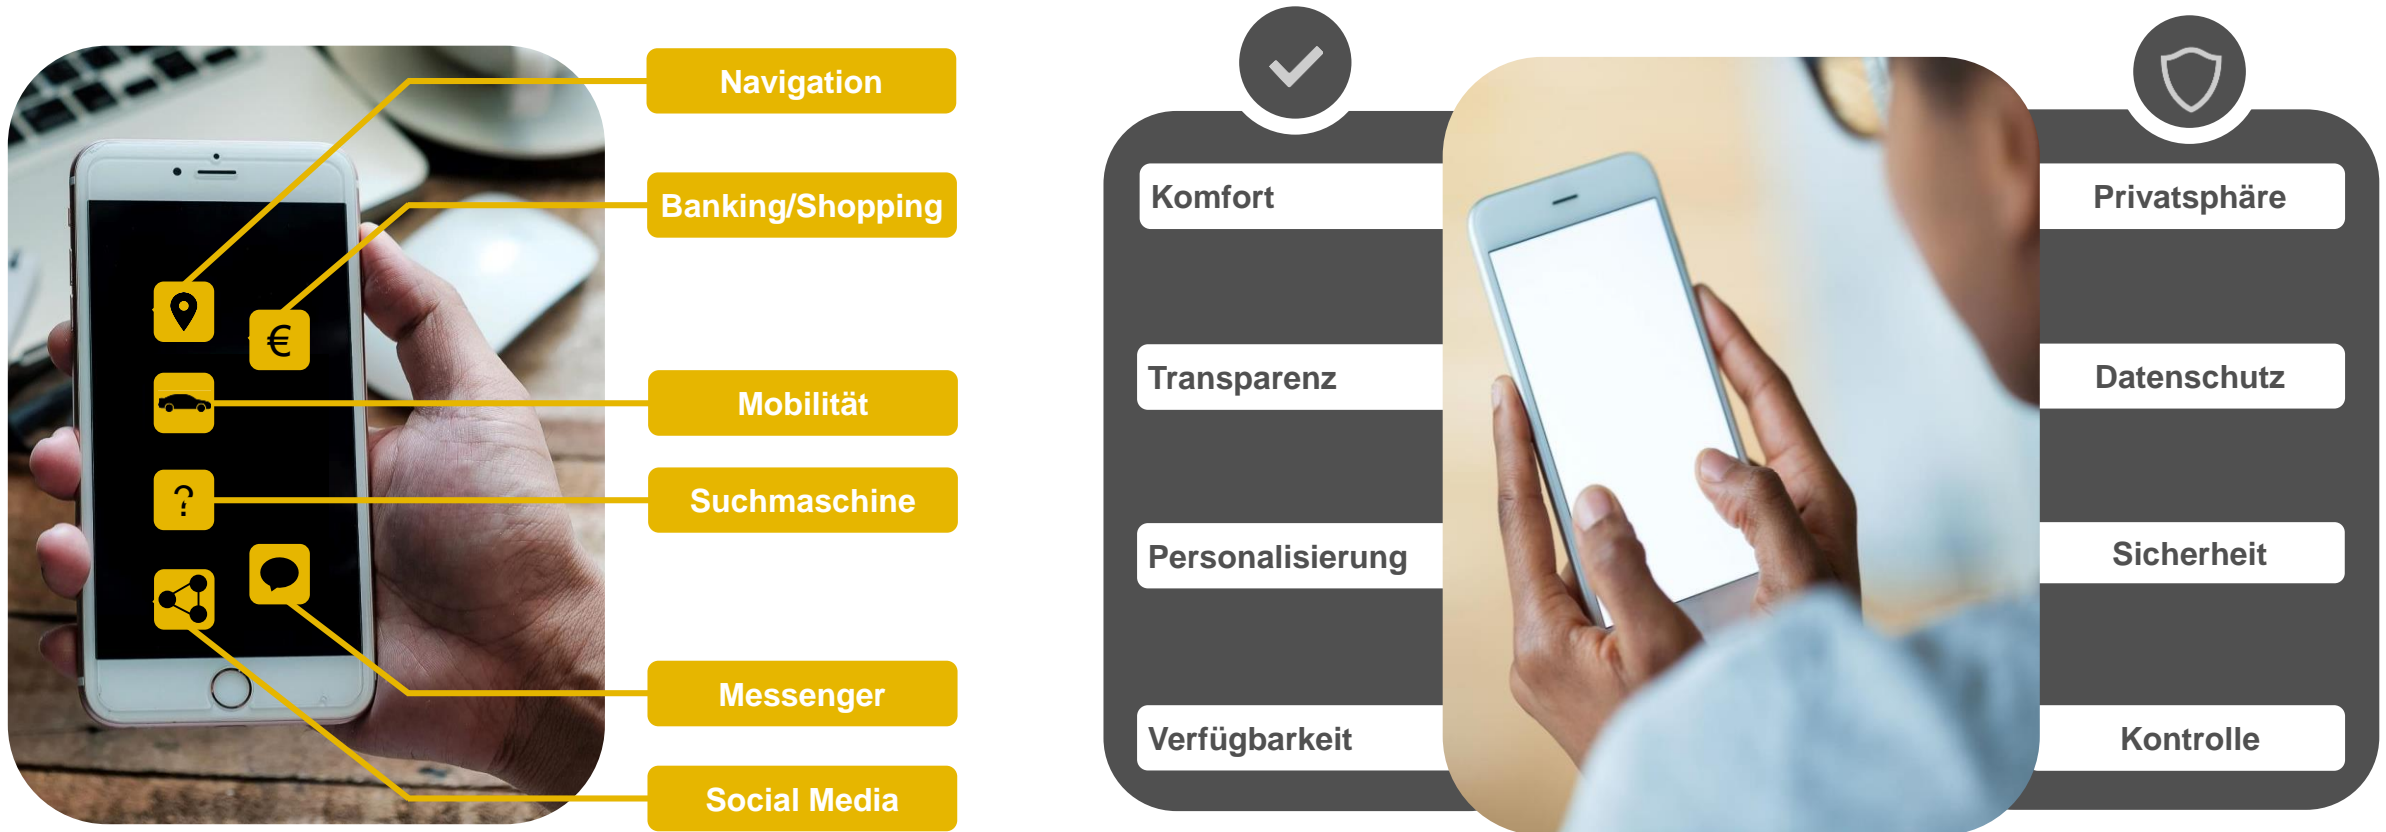 Navigation
Banking/Shopping
€
Mobilität
?
Suchmaschine
Messenger
Social Media
Komfort
Transparenz
Personalisierung
Verfügbarkeit
Privatsphäre
Datenschutz
Sicherheit
Kontrolle